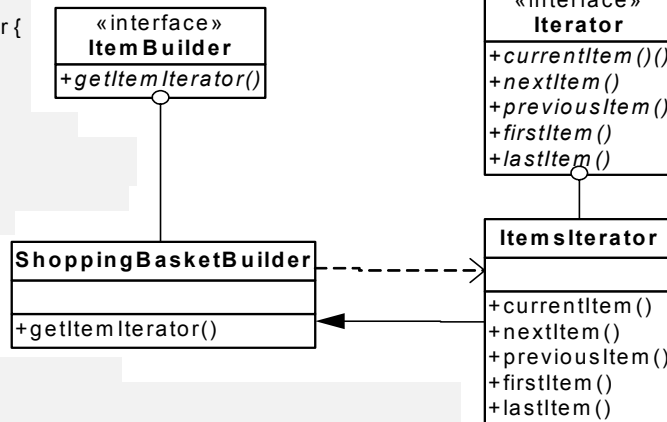 r {
«interface»
ItemBuilder
+getItemIterator()
«interface»
Iterator
+currentItem()()
+nextItem()
+previousItem()
+firstItem()
+lastItem()
ShoppingBasketBuilder
+getItemIterator()
ItemsIterator
+currentItem()
+nextItem()
+previousItem()
+firstItem()
+lastItem()